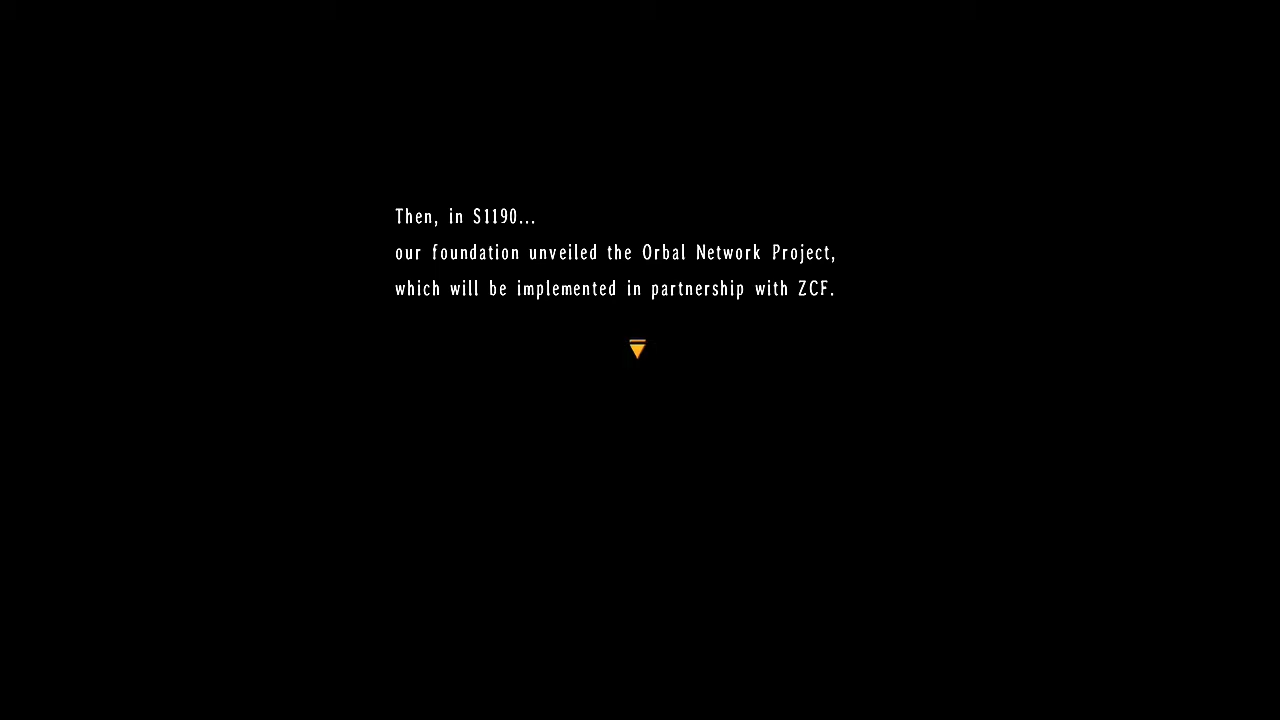 Then, in S1190...
our foundation unveiled the Orbal Network Project,
which will be implemented in partnership with ZCF.